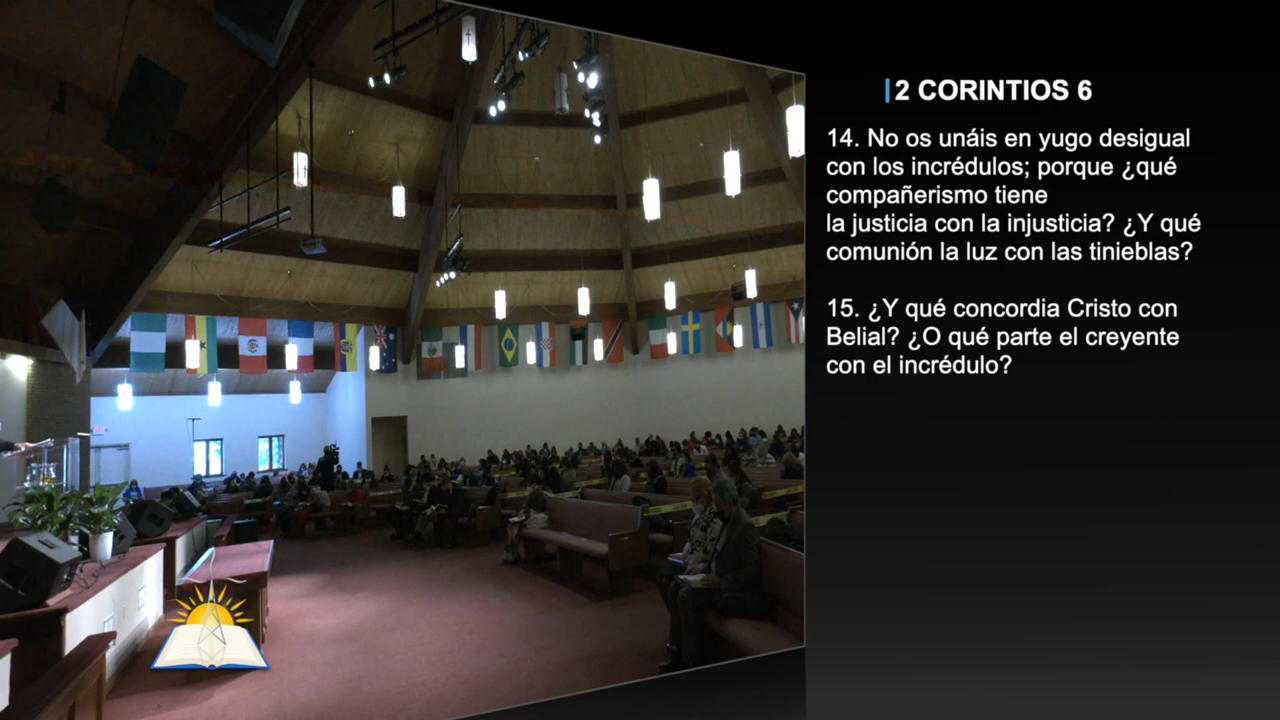 2 CORINTIOS 6
14. No os unáis en yugo desigual
con los incrédulos; porque ¿qué
compañerismo tiene
la justicia con la injusticia? ¿Y qué
comunión la luz con las tinieblas?
15. ¿Y qué concordia Cristo con
Belial? ¿O qué parte el creyente
con el incrédulo?